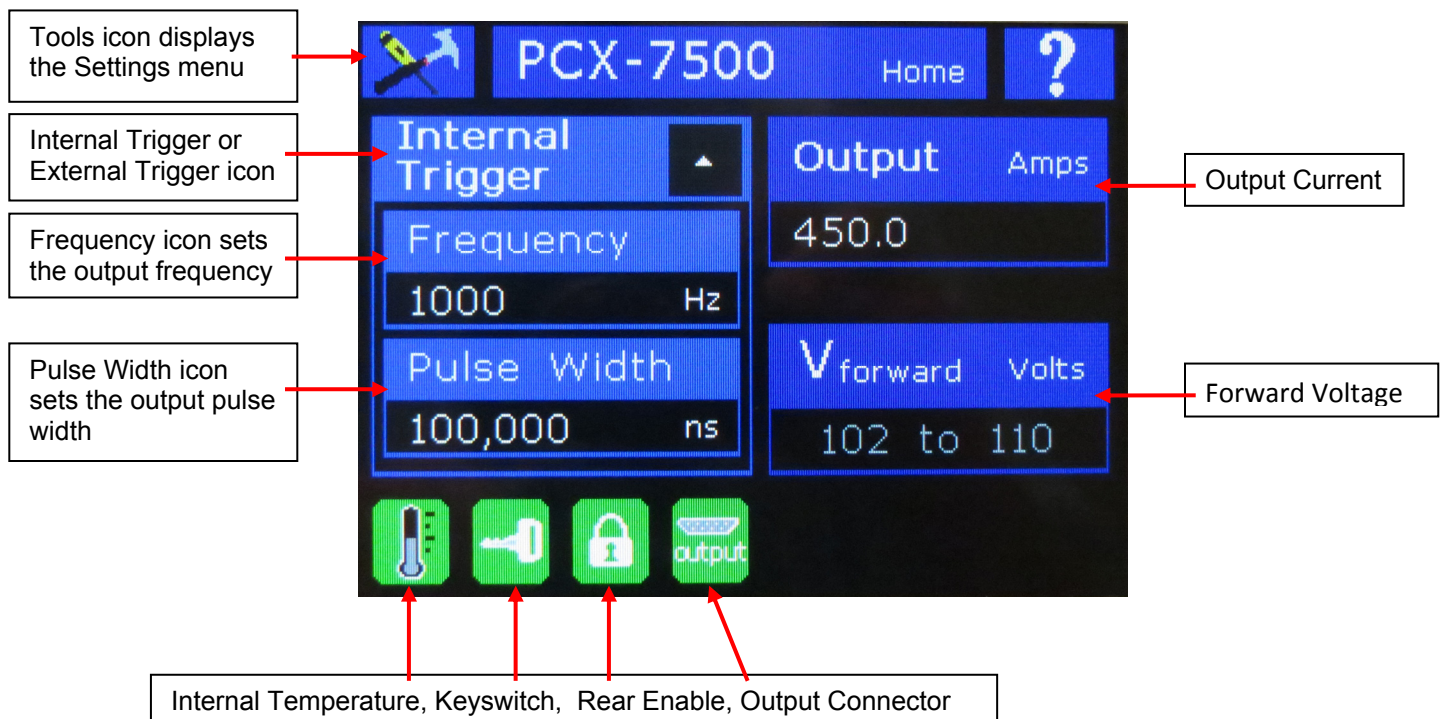 Tools icon displays
the Settings menu
PCX-7500 Home ?
Internal Trigger or
External Trigger icon
Internal
Trigger
Output Amps
Output Current
Frequency icon sets
the output frequency
Frequency
450.0
1000 Hz
Pulse Width icon
sets the output pulse
width
Pulse Width
Vforward Volts
Forward Voltage
100,000 ns
102 to 110
output
Internal Temperature, Keyswitch, Rear Enable, Output Connector